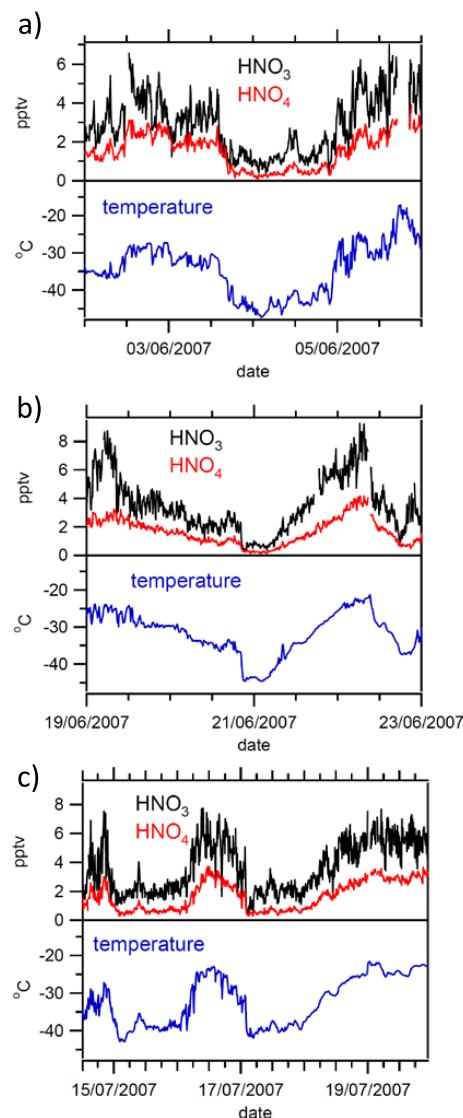 a)
6
4
2
0
pptv
HNO3
HNO4
-20
-30
-40
°C
temperature
03/06/2007
05/06/2007
date
b)
8
6
4
2
0
pptv
HNO3
HNO4
-20
-30
-40
°C
temperature
19/06/2007
21/06/2007
23/06/2007
date
c)
8
6
4
2
0
pptv
HNO3
HNO4
-20
-30
-40
°C
temperature
15/07/2007
17/07/2007
19/07/2007
date